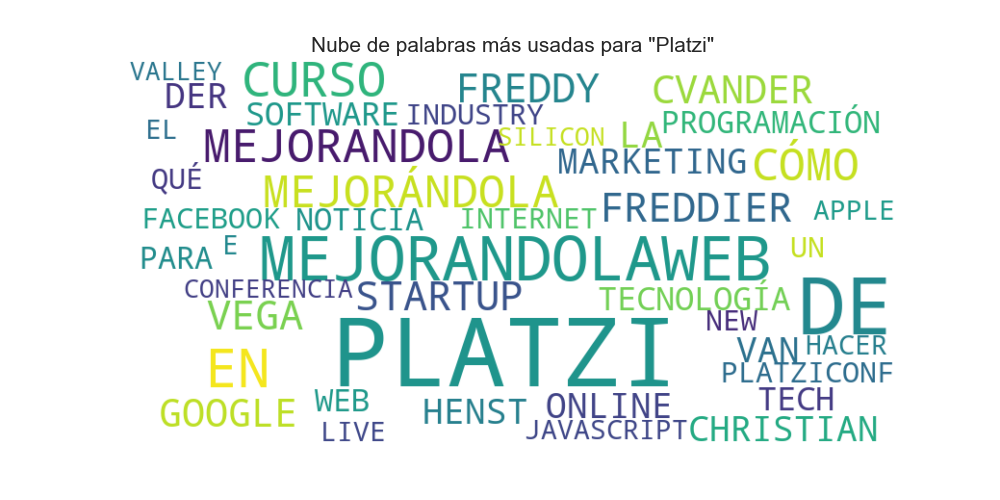 Nube de palabras más usadas para "Platzi"
VALLEY
DER
CURSO
FREDDY
CVANDER
SOFTWARE
INDUSTRY
EL
MEJORANDOLA
SILICON
LA
PROGRAMACIÓN
QUÉ
MEJORÁNDOLA
MARKETING
CÓMO
FACEBOOK
NOTICIA
INTERNET
FREDDIER
APPLE
PARA
E
MEJORANDOLAWEB
UN
CONFERENCIA
STARTUP
TECNOLOGÍA
DE
VEGA
PLATZI
NEW
VAN
HACER
EN
PLATZICONF
GOOGLE
WEB
HENST
ONLINE
TECH
LIVE
JAVASCRIPT
CHRISTIAN